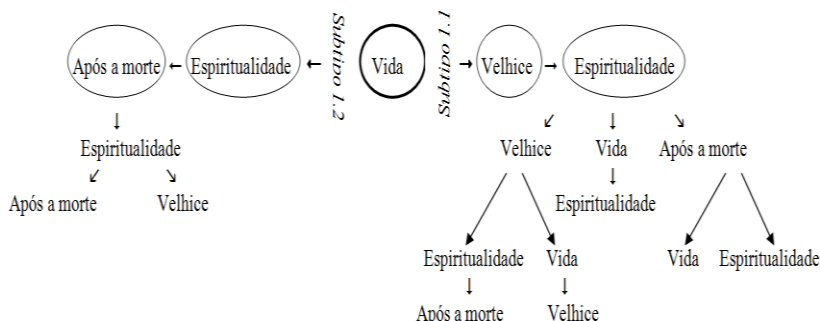 Após a morte ← Espiritualidade ← Subtipo 1.2 Vida Subtipo 1.1 → Velhice → Espiritualidade
Espiritualidade Velhice Vida Após a morte
Após a morte Velhice Espiritualidade
Espiritualidade Vida Vida Espiritualidade
Após a morte Velhice